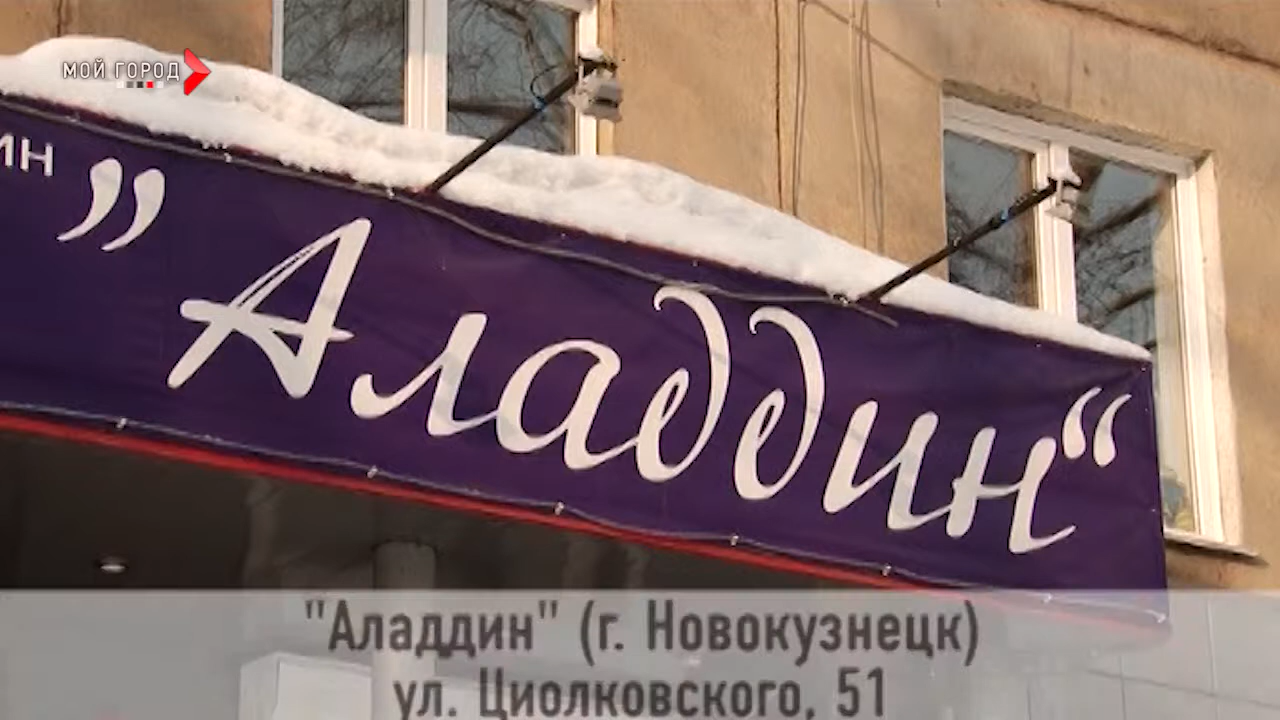 МОЙ ГОРОД
ин
"Аладдин"
"Аладдин" (г. Новокузнецк)
ул. Циолковского, 51